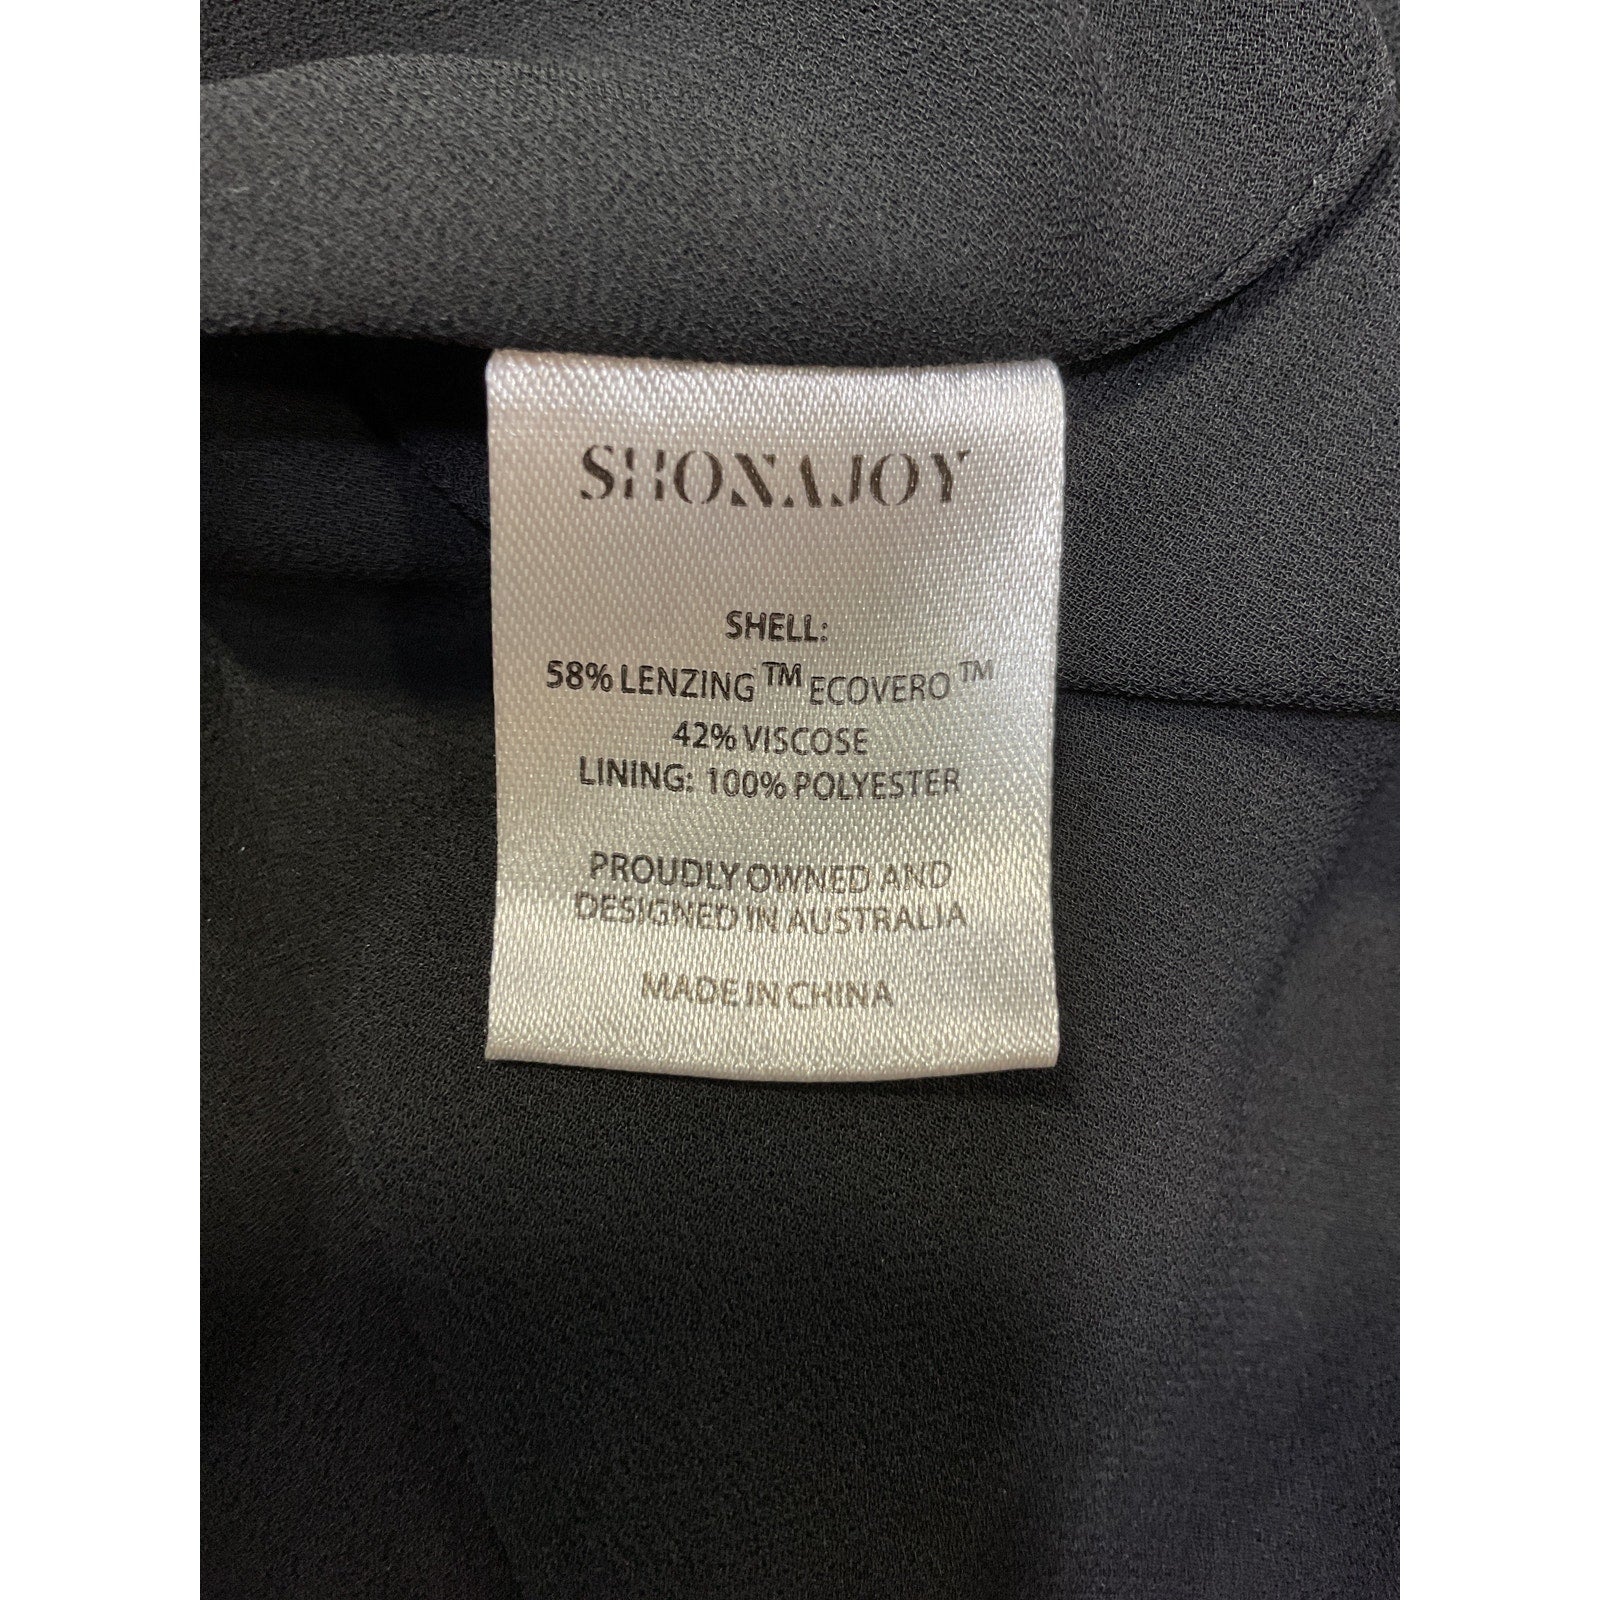 SHONAJOY
SHELL:
58% LENZING™ ECOVERO™
42% VISCOSE
LINING: 100% POLYESTER
PROUDLY OWNED AND
DESIGNED IN AUSTRALIA
MADE IN CHINA